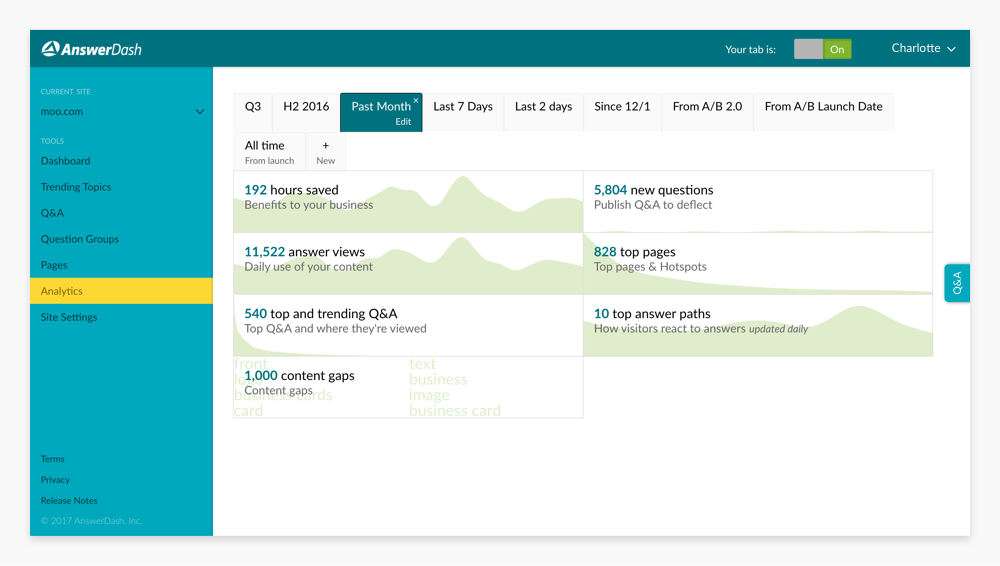 AnswerDash
Your tab is:
On
Charlotte
CURRENT SITE
moo.com
TOOLS
Dashboard
Trending Topics
Q&A
Question Groups
Pages
Analytics
Site Settings
Terms
Privacy
Release Notes
© 2017 AnswerDash, Inc.
Q3
H2 2016
Past Month ×
Edit
Last 7 Days
Last 2 days
Since 12/1
From A/B 2.0
From A/B Launch Date
All time
From launch
+
New
192 hours saved
Benefits to your business
5,804 new questions
Publish Q&A to deflect
11,522 answer views
Daily use of your content
828 top pages
Top pages & Hotspots
540 top and trending Q&A
Top Q&A and where they're viewed
10 top answer paths
How visitors react to answers updated daily
1,000 content gaps
Content gaps
front
business cards
card
text
business
image
business card
Q&A